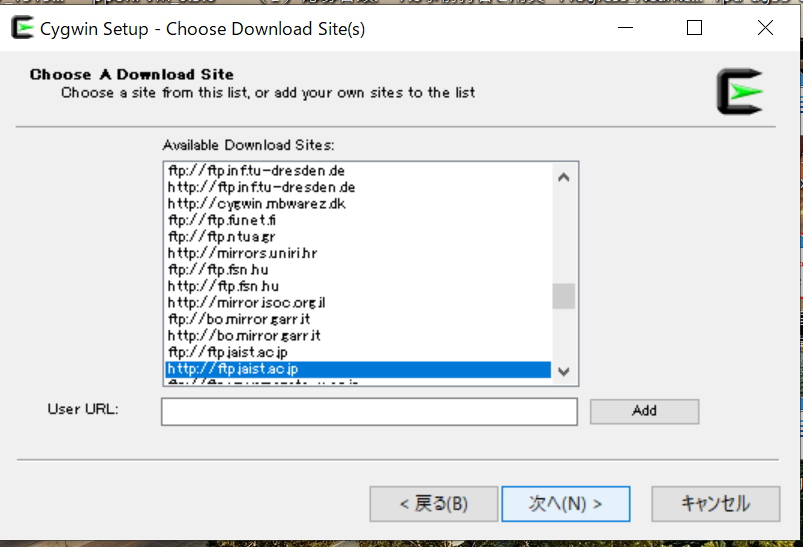 Cygwin Setup - Choose Download Site(s)
Choose A Download Site
Choose a site from this list, or add your own sites to the list
Available Download Sites:
ftp://ftp.inf.tu-dresden.de
http://ftp.inf.tu-dresden.de
http://cygwin.mbwarez.dk
ftp://ftp.funet.fi
ftp://ftp.ntua.gr
http://mirrors.uniri.hr
ftp://ftp.fsn.hu
http://ftp.fsn.hu
http://mirror.isoc.org.il
ftp://bo.mirror.garr.it
http://bo.mirror.garr.it
ftp://ftp.jaist.ac.jp
http://ftp.jaist.ac.jp
User URL:
Add
< 戻る(B)
次へ(N) >
キャンセル